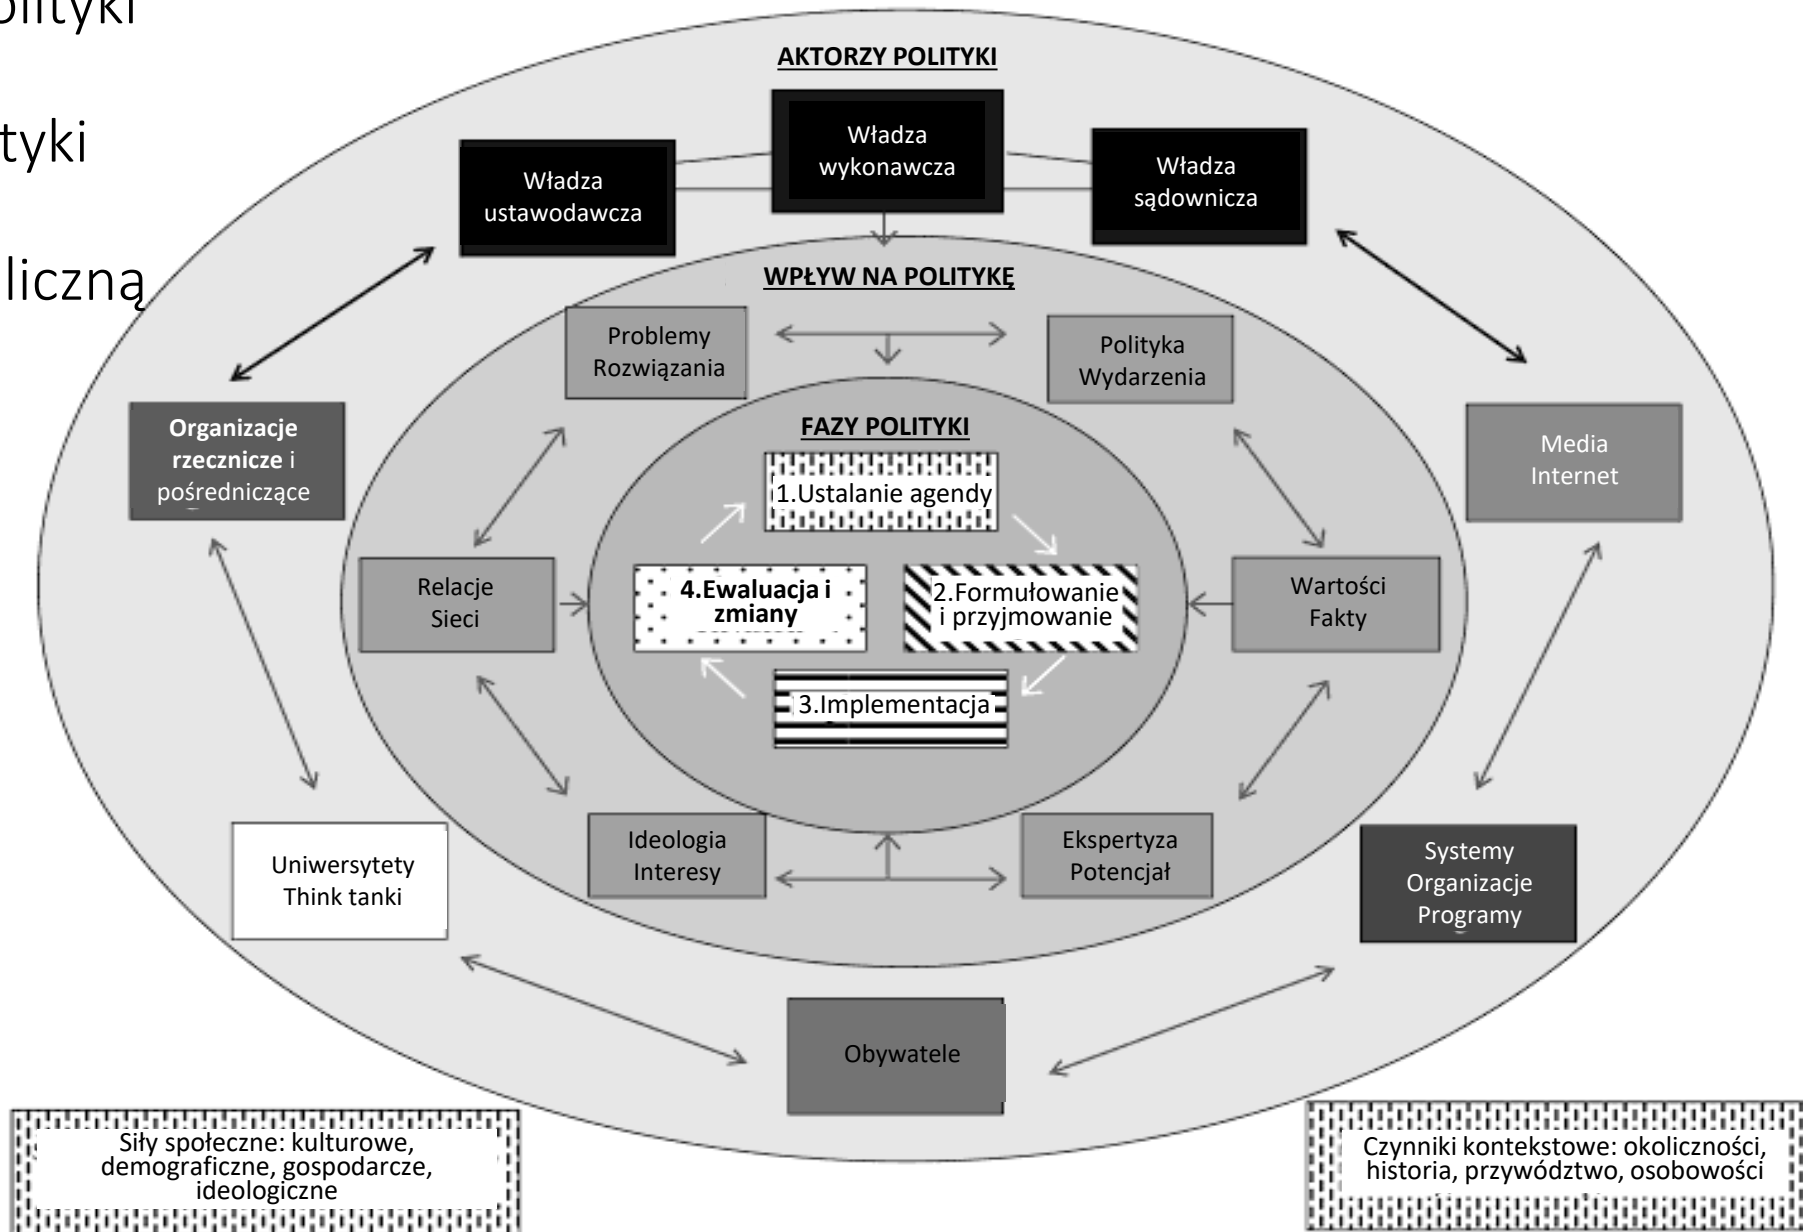 olityki
tyki
liczną
AKTORZY POLITYKI
Władza
wykonawcza
Władza
ustawodawcza
Władza
sądownicza
WPŁYW NA POLITYKĘ
Problemy
Rozwiązania
Polityka
Wydarzenia
Organizacje
rzecznicze i
pośredniczące
FAZY POLITYKI
Media
Internet
1.Ustalanie agendy
Relacje
Sieci
4.Ewaluacja i
zmiany
2.Formułowanie
i przyjmowanie
Wartości
Fakty
3.Implementacja
Ideologia
Interesy
Ekspertyza
Potencjał
Uniwersytety
Think tanki
Systemy
Organizacje
Programy
Obywatele
Siły społeczne: kulturowe,
demograficzne, gospodarcze,
ideologiczne
Czynniki kontekstowe: okoliczności,
historia, przywództwo, osobowości